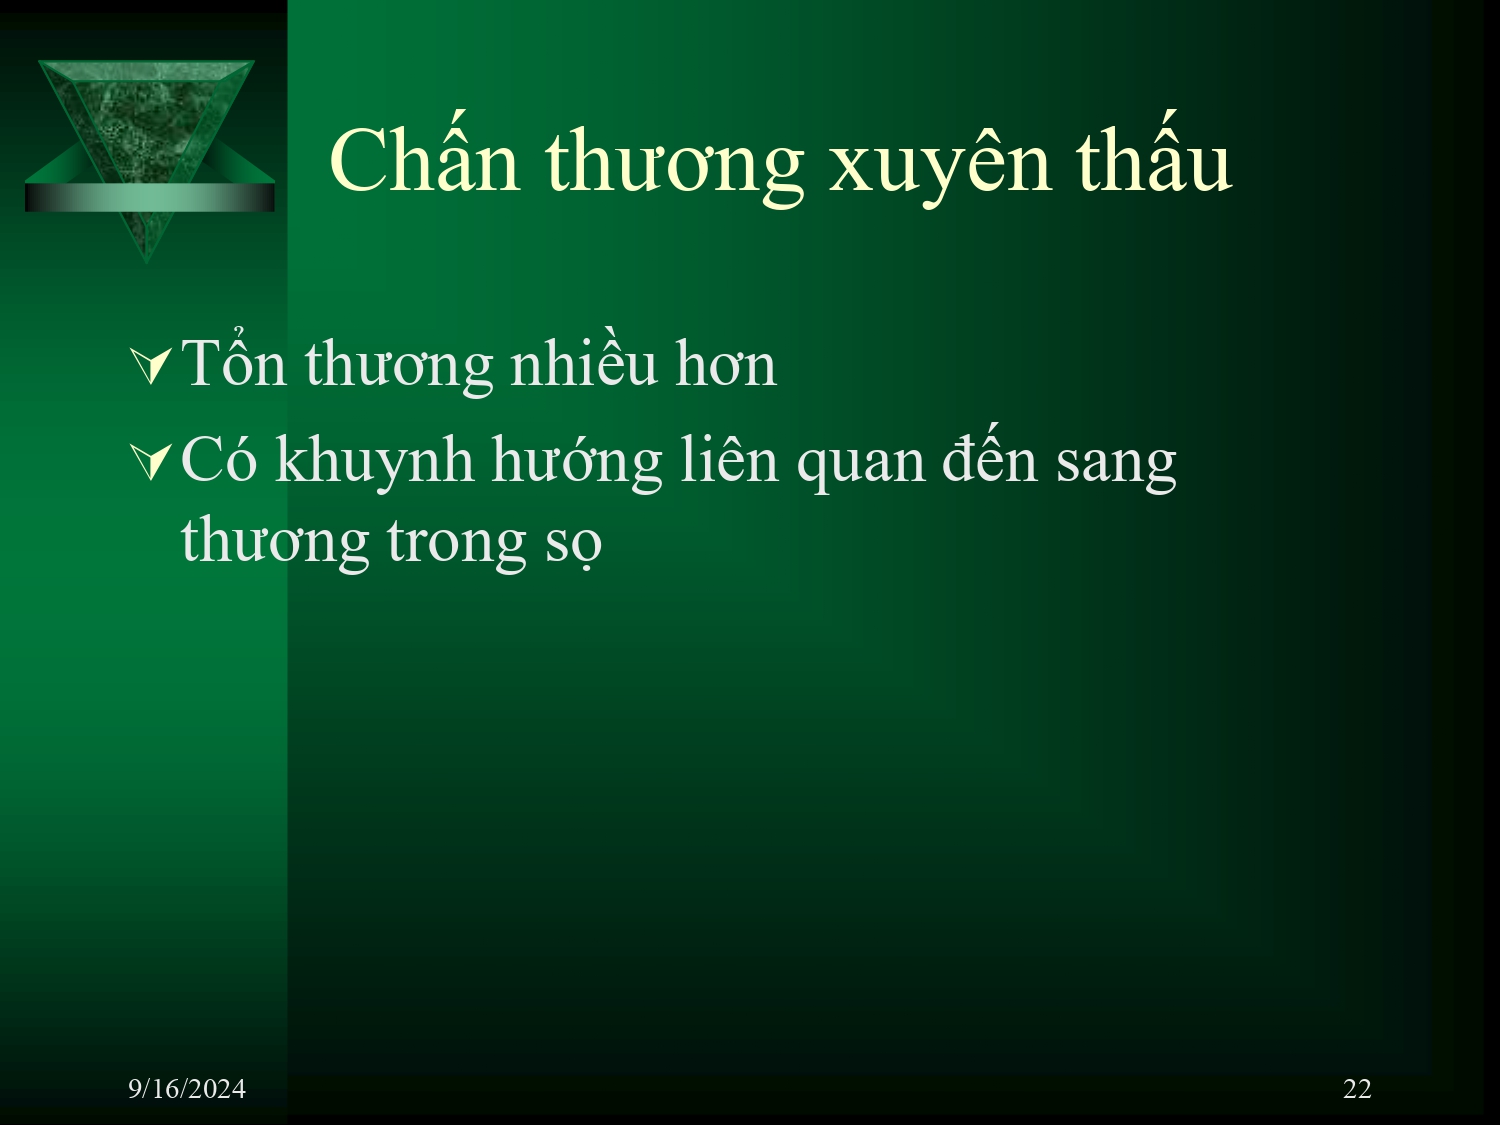 Chấn thương xuyên thấu
Tổn thương nhiều hơn
Có khuynh hướng liên quan đến sang
thương trong sọ
9/16/2024
22